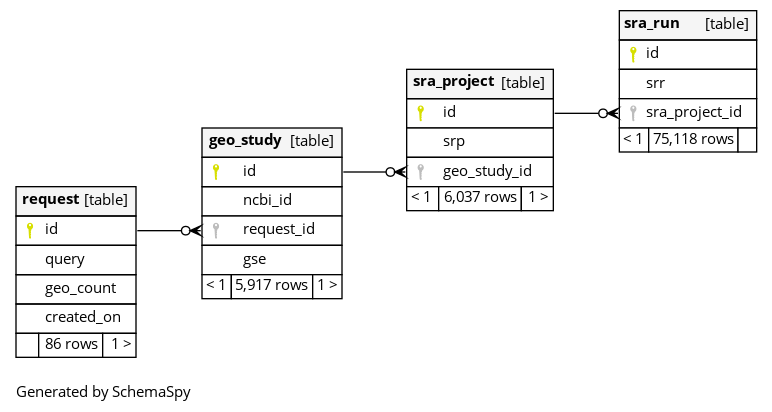 sra_run [table]
id
srr
sra_project_id
< 1 75,118 rows
sra_project [table]
id
srp
geo_study_id
< 1 6,037 rows 1 >
geo_study [table]
id
ncbi_id
request_id
gse
< 1 5,917 rows 1 >
request [table]
id
query
geo_count
created_on
86 rows 1 >
Generated by SchemaSpy